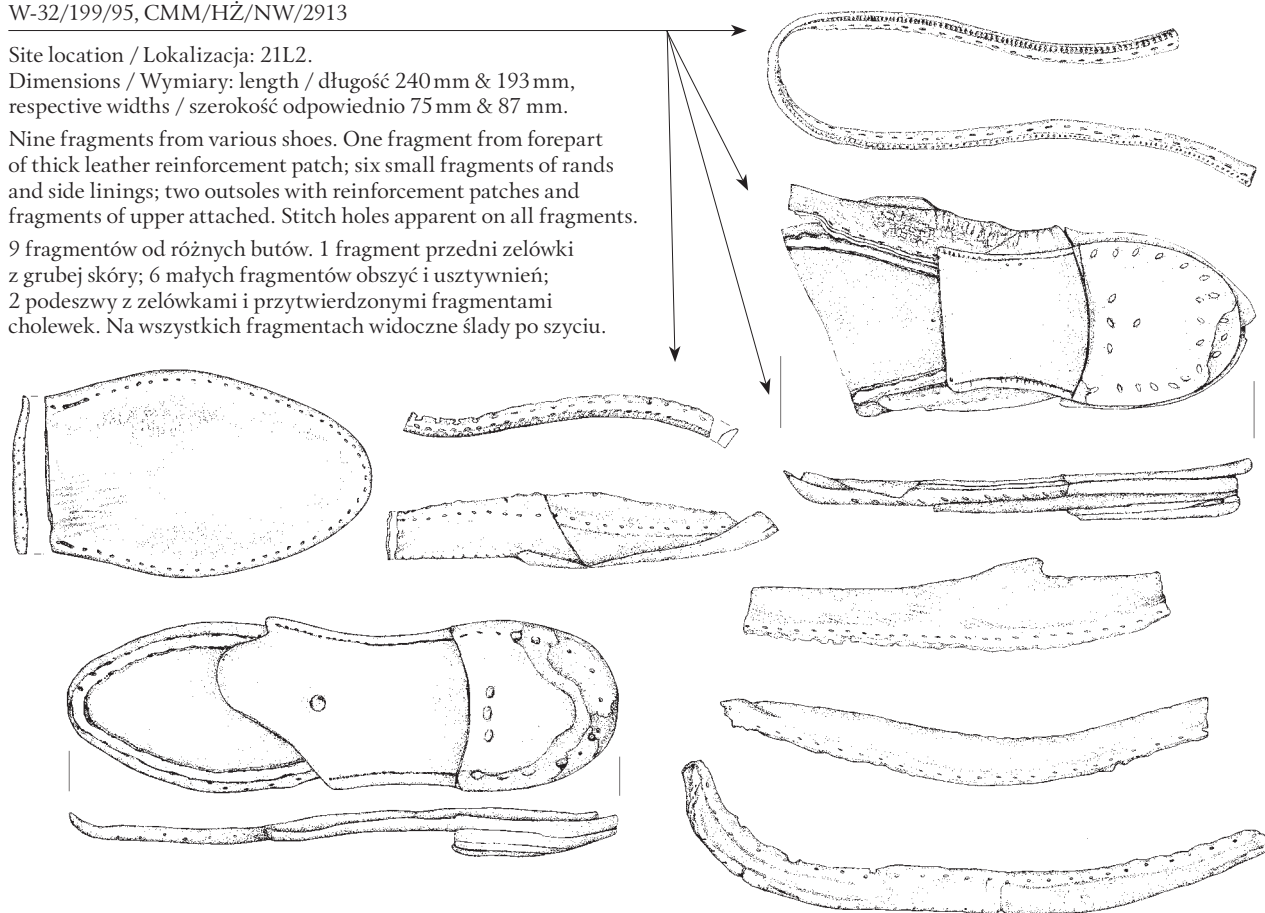 W-32/199/95, CMM/HŻ/NW/2913
Site location / Lokalizacja: 21L2.
Dimensions / Wymiary: length / długość 240 mm & 193 mm,
respective widths / szerokość odpowiednio 75 mm & 87 mm.
Nine fragments from various shoes. One fragment from forepart
of thick leather reinforcement patch; six small fragments of rands
and side linings; two outsoles with reinforcement patches and
fragments of upper attached. Stitch holes apparent on all fragments.
9 fragmentów od różnych butów. 1 fragment przedni zelówki
z grubej skóry; 6 małych fragmentów obszyć i usztywnień;
2 podeszwy z zelówkami i przytwierdzonymi fragmentami
cholewek. Na wszystkich fragmentach widoczne ślady po szyciu.